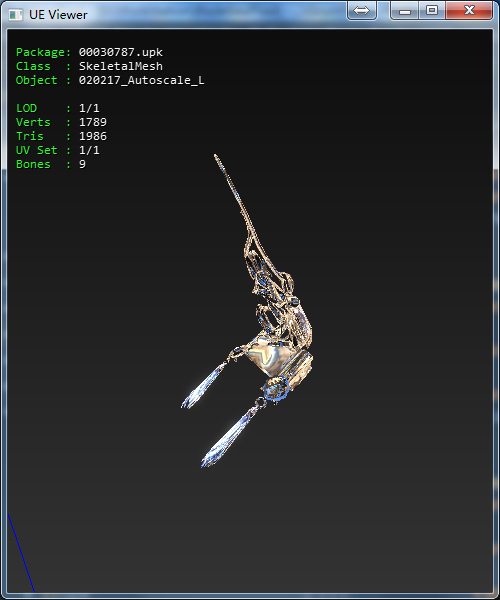 UE Viewer
Package: 00030787.upk
Class : SkeletalMesh
Object : 020217_Autoscale_L
LOD : 1/1
Verts : 1789
Tris : 1986
UV Set : 1/1
Bones : 9